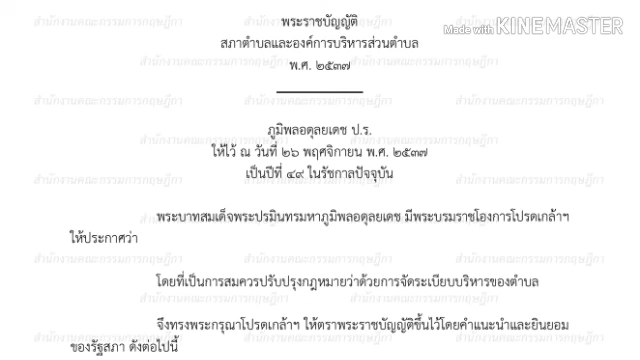 พระราชบัญญัติ
สภาตำบลและองค์การบริหารส่วนตำบล
พ.ศ. ๒๕๓๗
Made with KINEMASTER
ภูมิพลอดุลยเดช ป.ร.
ให้ไว้ ณ วันที่ ๒๖ พฤศจิกายน พ.ศ. ๒๕๓๗
เป็นปีที่ ๔๙ ในรัชกาลปัจจุบัน
พระบาทสมเด็จพระปรมินทรมหาภูมิพลอดุลยเดช มีพระบรมราชโองการโปรดเกล้าฯ
ให้ประกาศว่า
โดยที่เป็นการสมควรปรับปรุงกฎหมายว่าด้วยการจัดระเบียบบริหารของตำบล
จึงทรงพระกรุณาโปรดเกล้าฯ ให้ตราพระราชบัญญัติขึ้นไว้โดยคำแนะนำและยินยอม
ของรัฐสภา ดังต่อไปนี้
สำนักงานคณะกรรมการกฤษฎีกา